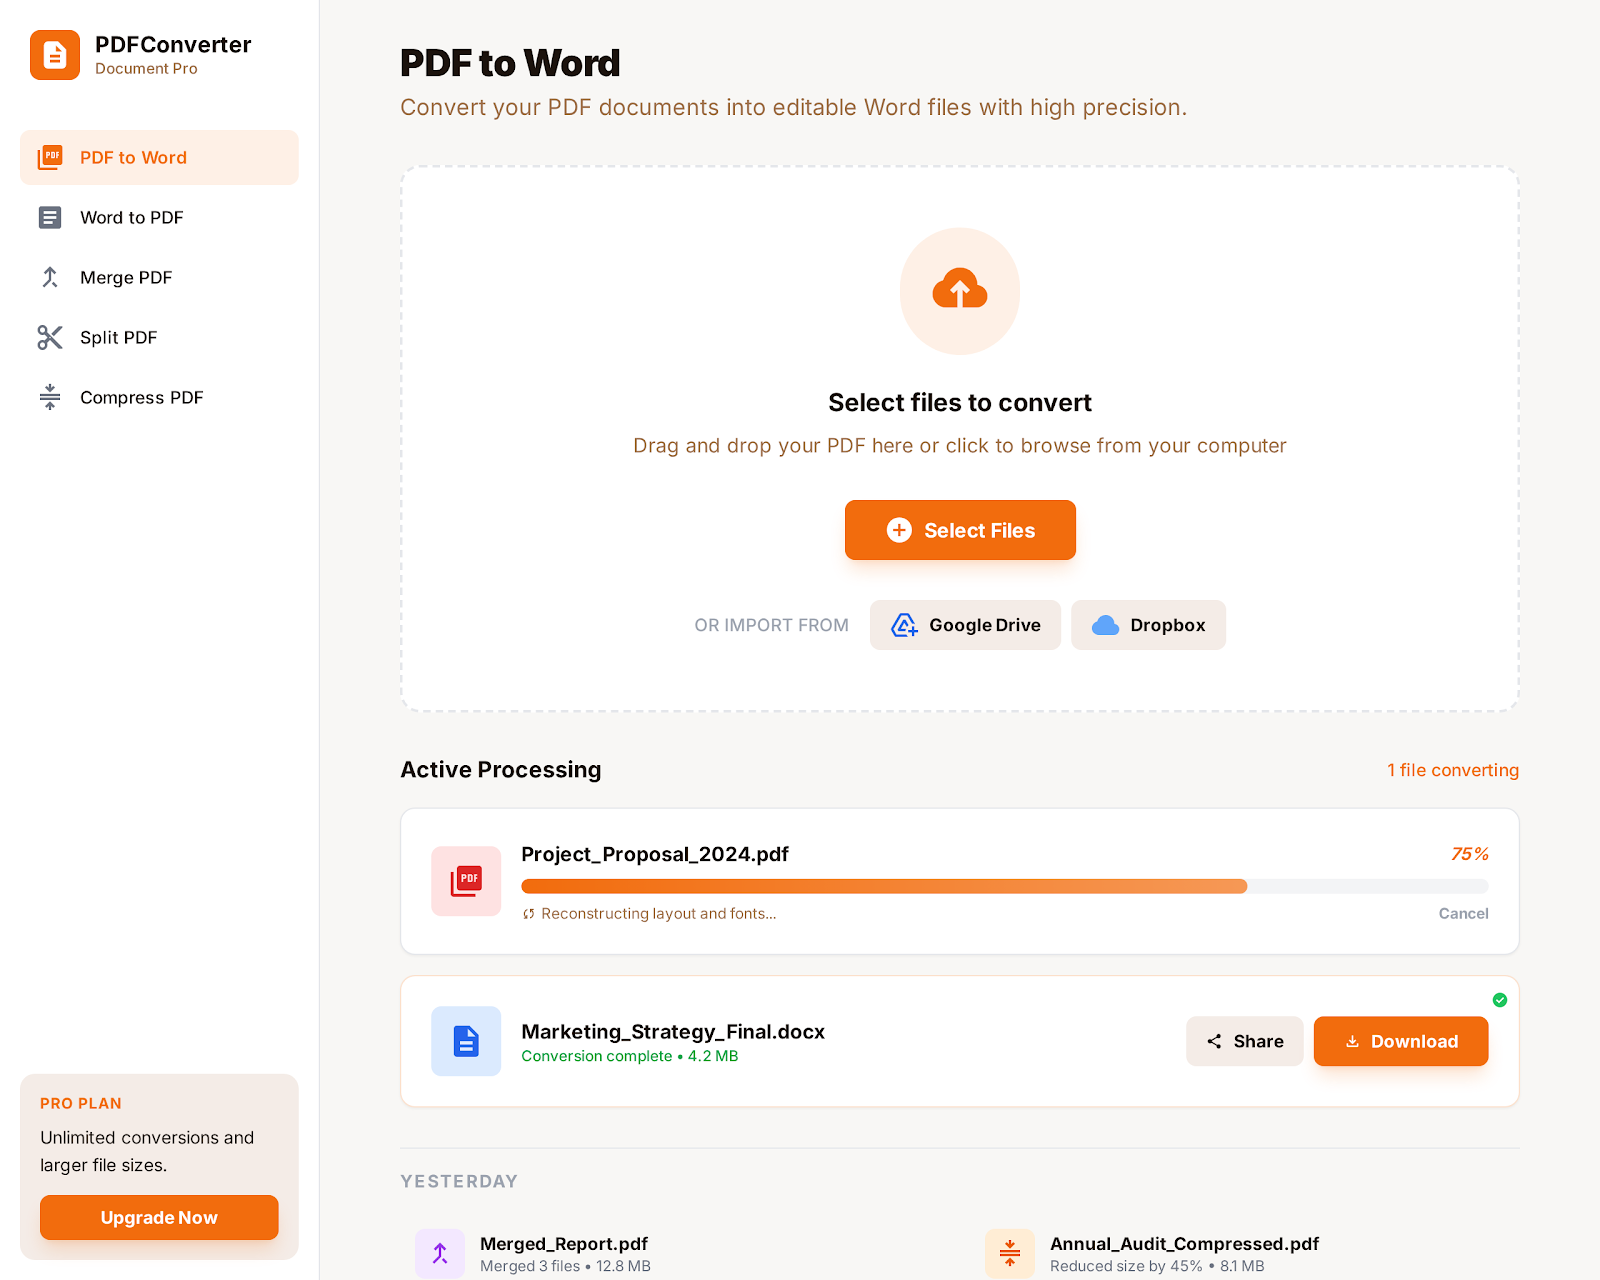 PDFConverter
Document Pro
PDF to Word
Word to PDF
Merge PDF
Split PDF
Compress PDF
PRO PLAN
Unlimited conversions and
larger file sizes.
Upgrade Now
PDF to Word
Convert your PDF documents into editable Word files with high precision.
Select files to convert
Drag and drop your PDF here or click to browse from your computer
Select Files
OR IMPORT FROM
Google Drive
Dropbox
Active Processing
1 file converting
PDF
Project_Proposal_2024.pdf
75%
Reconstructing layout and fonts...
Cancel
Marketing_Strategy_Final.docx
Conversion complete • 4.2 MB
Share
Download
YESTERDAY
Merged_Report.pdf
Merged 3 files • 12.8 MB
Annual_Audit_Compressed.pdf
Reduced size by 45% • 8.1 MB